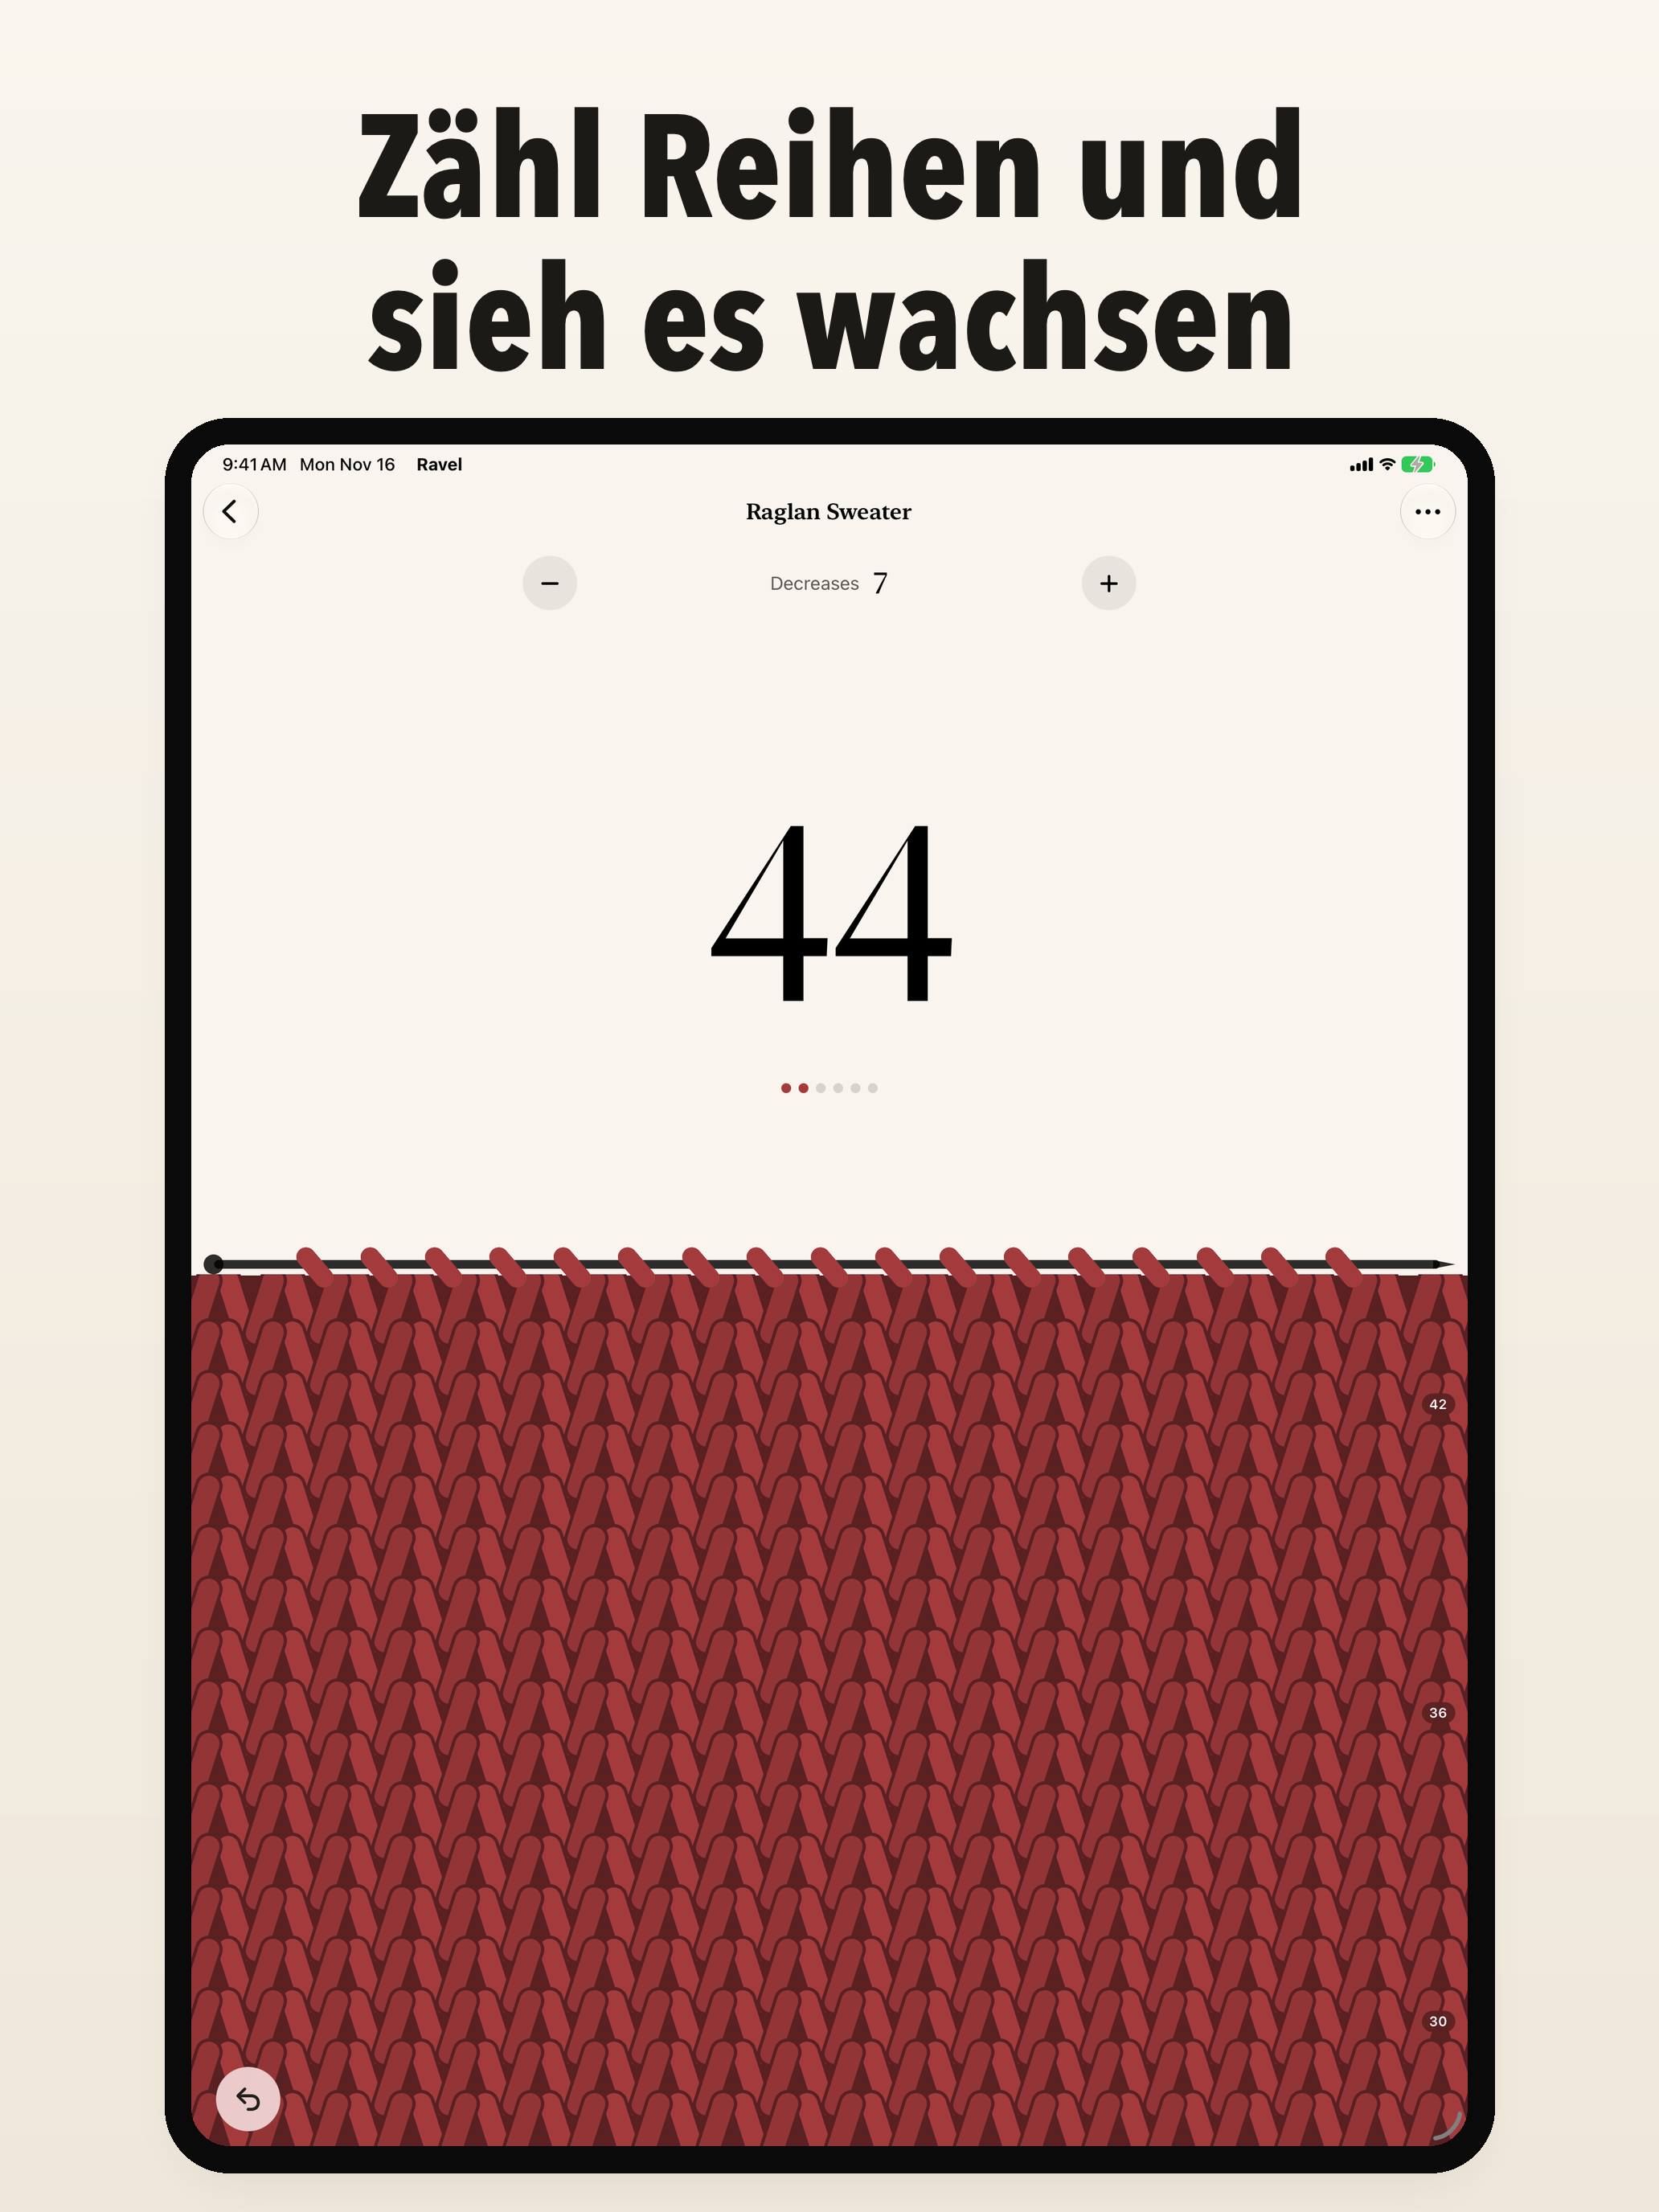 Zähl Reihen und
sieh es wachsen
9:41 AM Mon Nov 16 Ravel
Raglan Sweater
Decreases 7
44
42
36
30